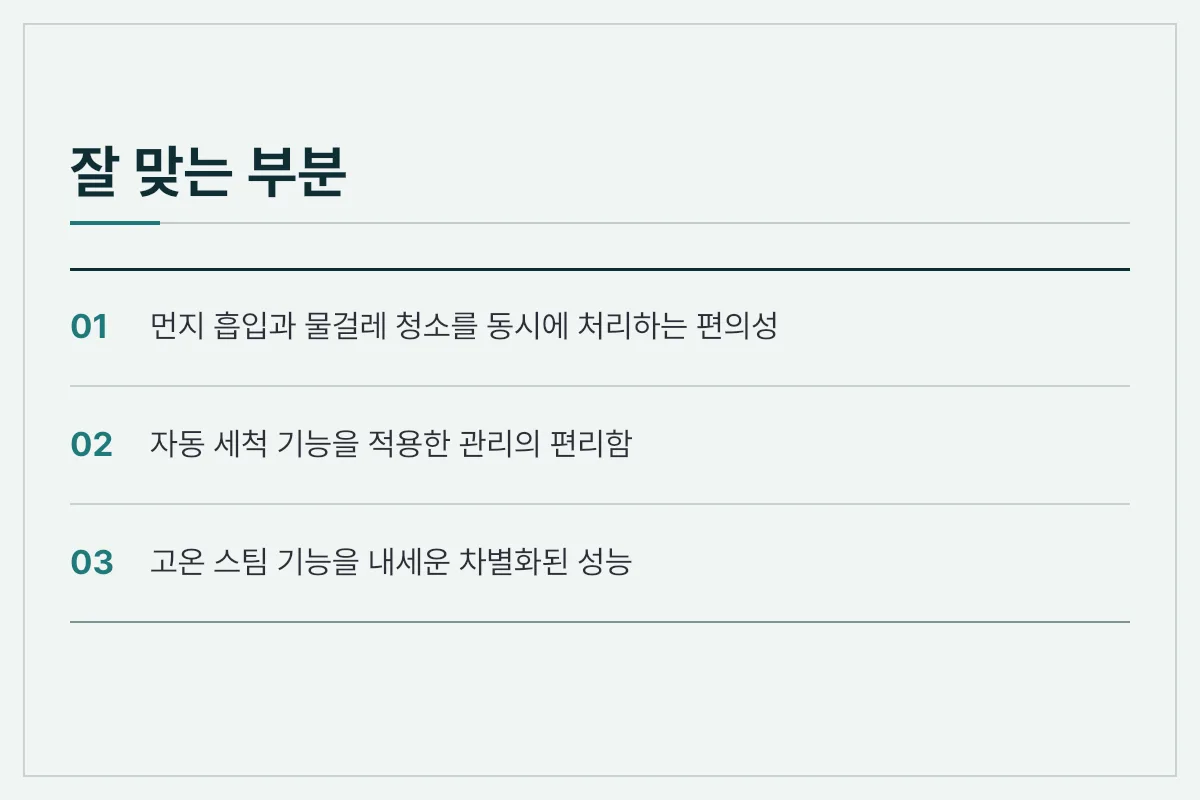 잘 맞는 부분
01 먼지 흡입과 물걸레 청소를 동시에 처리하는 편의성
02 자동 세척 기능을 적용한 관리의 편리함
03 고온 스팀 기능을 내세운 차별화된 성능